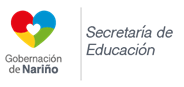 Gobernación
de Nariño
Secretaría de
Educación